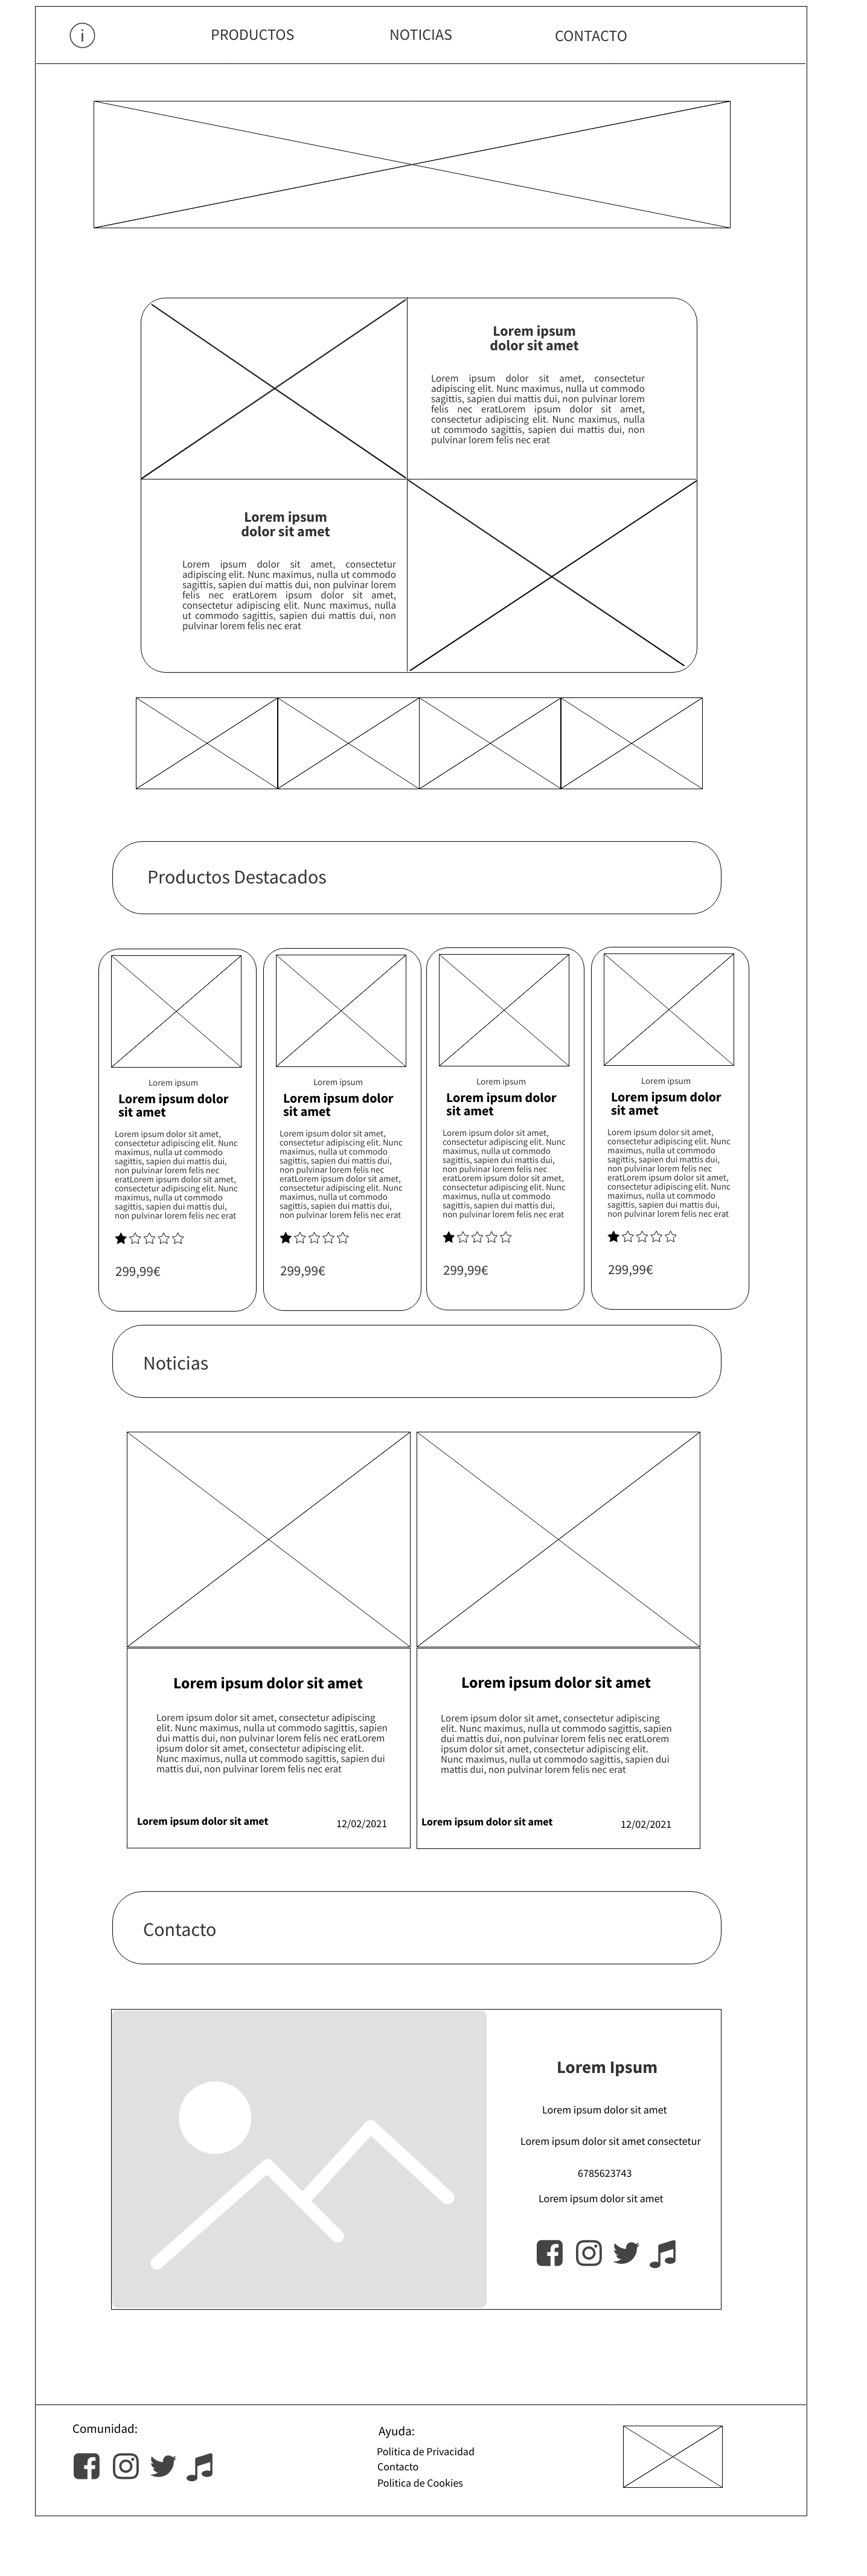 i
PRODUCTOS
NOTICIAS
CONTACTO
Lorem ipsum
dolor sit amet
Lorem ipsum dolor sit amet, consectetur
adipiscing elit. Nunc maximus, nulla ut commodo
sagittis, sapien dui mattis dui, non pulvinar lorem
felis nec eratLorem ipsum dolor sit amet,
consectetur adipiscing elit. Nunc maximus, nulla
ut commodo sagittis, sapien dui mattis dui, non
pulvinar lorem felis nec erat
Lorem ipsum
dolor sit amet
Lorem ipsum dolor sit amet, consectetur
adipiscing elit. Nunc maximus, nulla ut commodo
sagittis, sapien dui mattis dui, non pulvinar lorem
felis nec eratLorem ipsum dolor sit amet,
consectetur adipiscing elit. Nunc maximus, nulla
ut commodo sagittis, sapien dui mattis dui, non
pulvinar lorem felis nec erat
Productos Destacados
Lorem ipsum
Lorem ipsum dolor
sit amet
Lorem ipsum dolor sit amet,
consectetur adipiscing elit. Nunc
maximus, nulla ut commodo
sagittis, sapien dui mattis dui,
non pulvinar lorem felis nec
eratLorem ipsum dolor sit amet,
consectetur adipiscing elit. Nunc
maximus, nulla ut commodo
sagittis, sapien dui mattis dui,
non pulvinar lorem felis nec erat
299,99€
Lorem ipsum
Lorem ipsum dolor
sit amet
Lorem ipsum dolor sit amet,
consectetur adipiscing elit. Nunc
maximus, nulla ut commodo
sagittis, sapien dui mattis dui,
non pulvinar lorem felis nec
eratLorem ipsum dolor sit amet,
consectetur adipiscing elit. Nunc
maximus, nulla ut commodo
sagittis, sapien dui mattis dui,
non pulvinar lorem felis nec erat
299,99€
Lorem ipsum
Lorem ipsum dolor
sit amet
Lorem ipsum dolor sit amet,
consectetur adipiscing elit. Nunc
maximus, nulla ut commodo
sagittis, sapien dui mattis dui,
non pulvinar lorem felis nec
eratLorem ipsum dolor sit amet,
consectetur adipiscing elit. Nunc
maximus, nulla ut commodo
sagittis, sapien dui mattis dui,
non pulvinar lorem felis nec erat
299,99€
Lorem ipsum
Lorem ipsum dolor
sit amet
Lorem ipsum dolor sit amet,
consectetur adipiscing elit. Nunc
maximus, nulla ut commodo
sagittis, sapien dui mattis dui,
non pulvinar lorem felis nec
eratLorem ipsum dolor sit amet,
consectetur adipiscing elit. Nunc
maximus, nulla ut commodo
sagittis, sapien dui mattis dui,
non pulvinar lorem felis nec erat
299,99€
Noticias
Lorem ipsum dolor sit amet
Lorem ipsum dolor sit amet, consectetur adipiscing
elit. Nunc maximus, nulla ut commodo sagittis, sapien
dui mattis dui, non pulvinar lorem felis nec eratLorem
ipsum dolor sit amet, consectetur adipiscing elit.
Nunc maximus, nulla ut commodo sagittis, sapien dui
mattis dui, non pulvinar lorem felis nec erat
Lorem ipsum dolor sit amet
12/02/2021
Lorem ipsum dolor sit amet
Lorem ipsum dolor sit amet, consectetur adipiscing
elit. Nunc maximus, nulla ut commodo sagittis, sapien
dui mattis dui, non pulvinar lorem felis nec eratLorem
ipsum dolor sit amet, consectetur adipiscing elit.
Nunc maximus, nulla ut commodo sagittis, sapien dui
mattis dui, non pulvinar lorem felis nec erat
Lorem ipsum dolor sit amet
12/02/2021
Contacto
Lorem Ipsum
Lorem ipsum dolor sit amet
Lorem ipsum dolor sit amet consectetur
6785623743
Lorem ipsum dolor sit amet
Comunidad:
Ayuda:
Politica de Privacidad
Contacto
Politica de Cookies